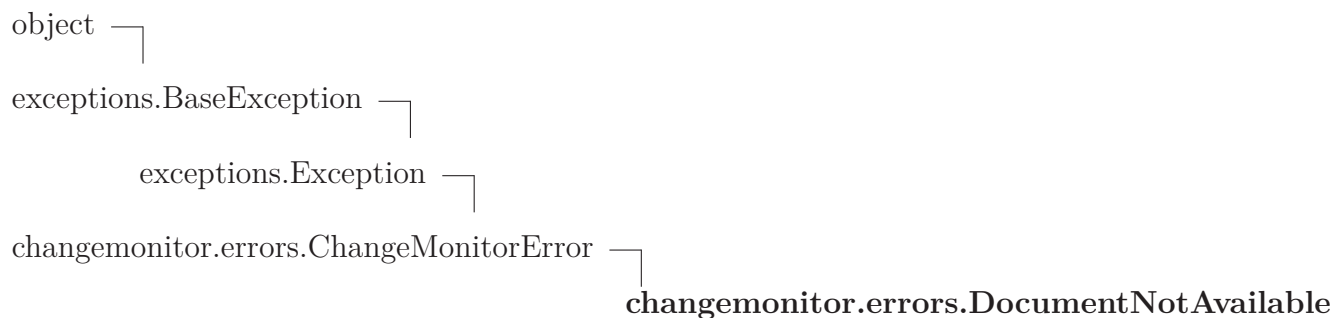 object
exceptions.BaseException
exceptions.Exception
changemonitor.errors.ChangeMonitorError
changemonitor.errors.DocumentNotAvailable